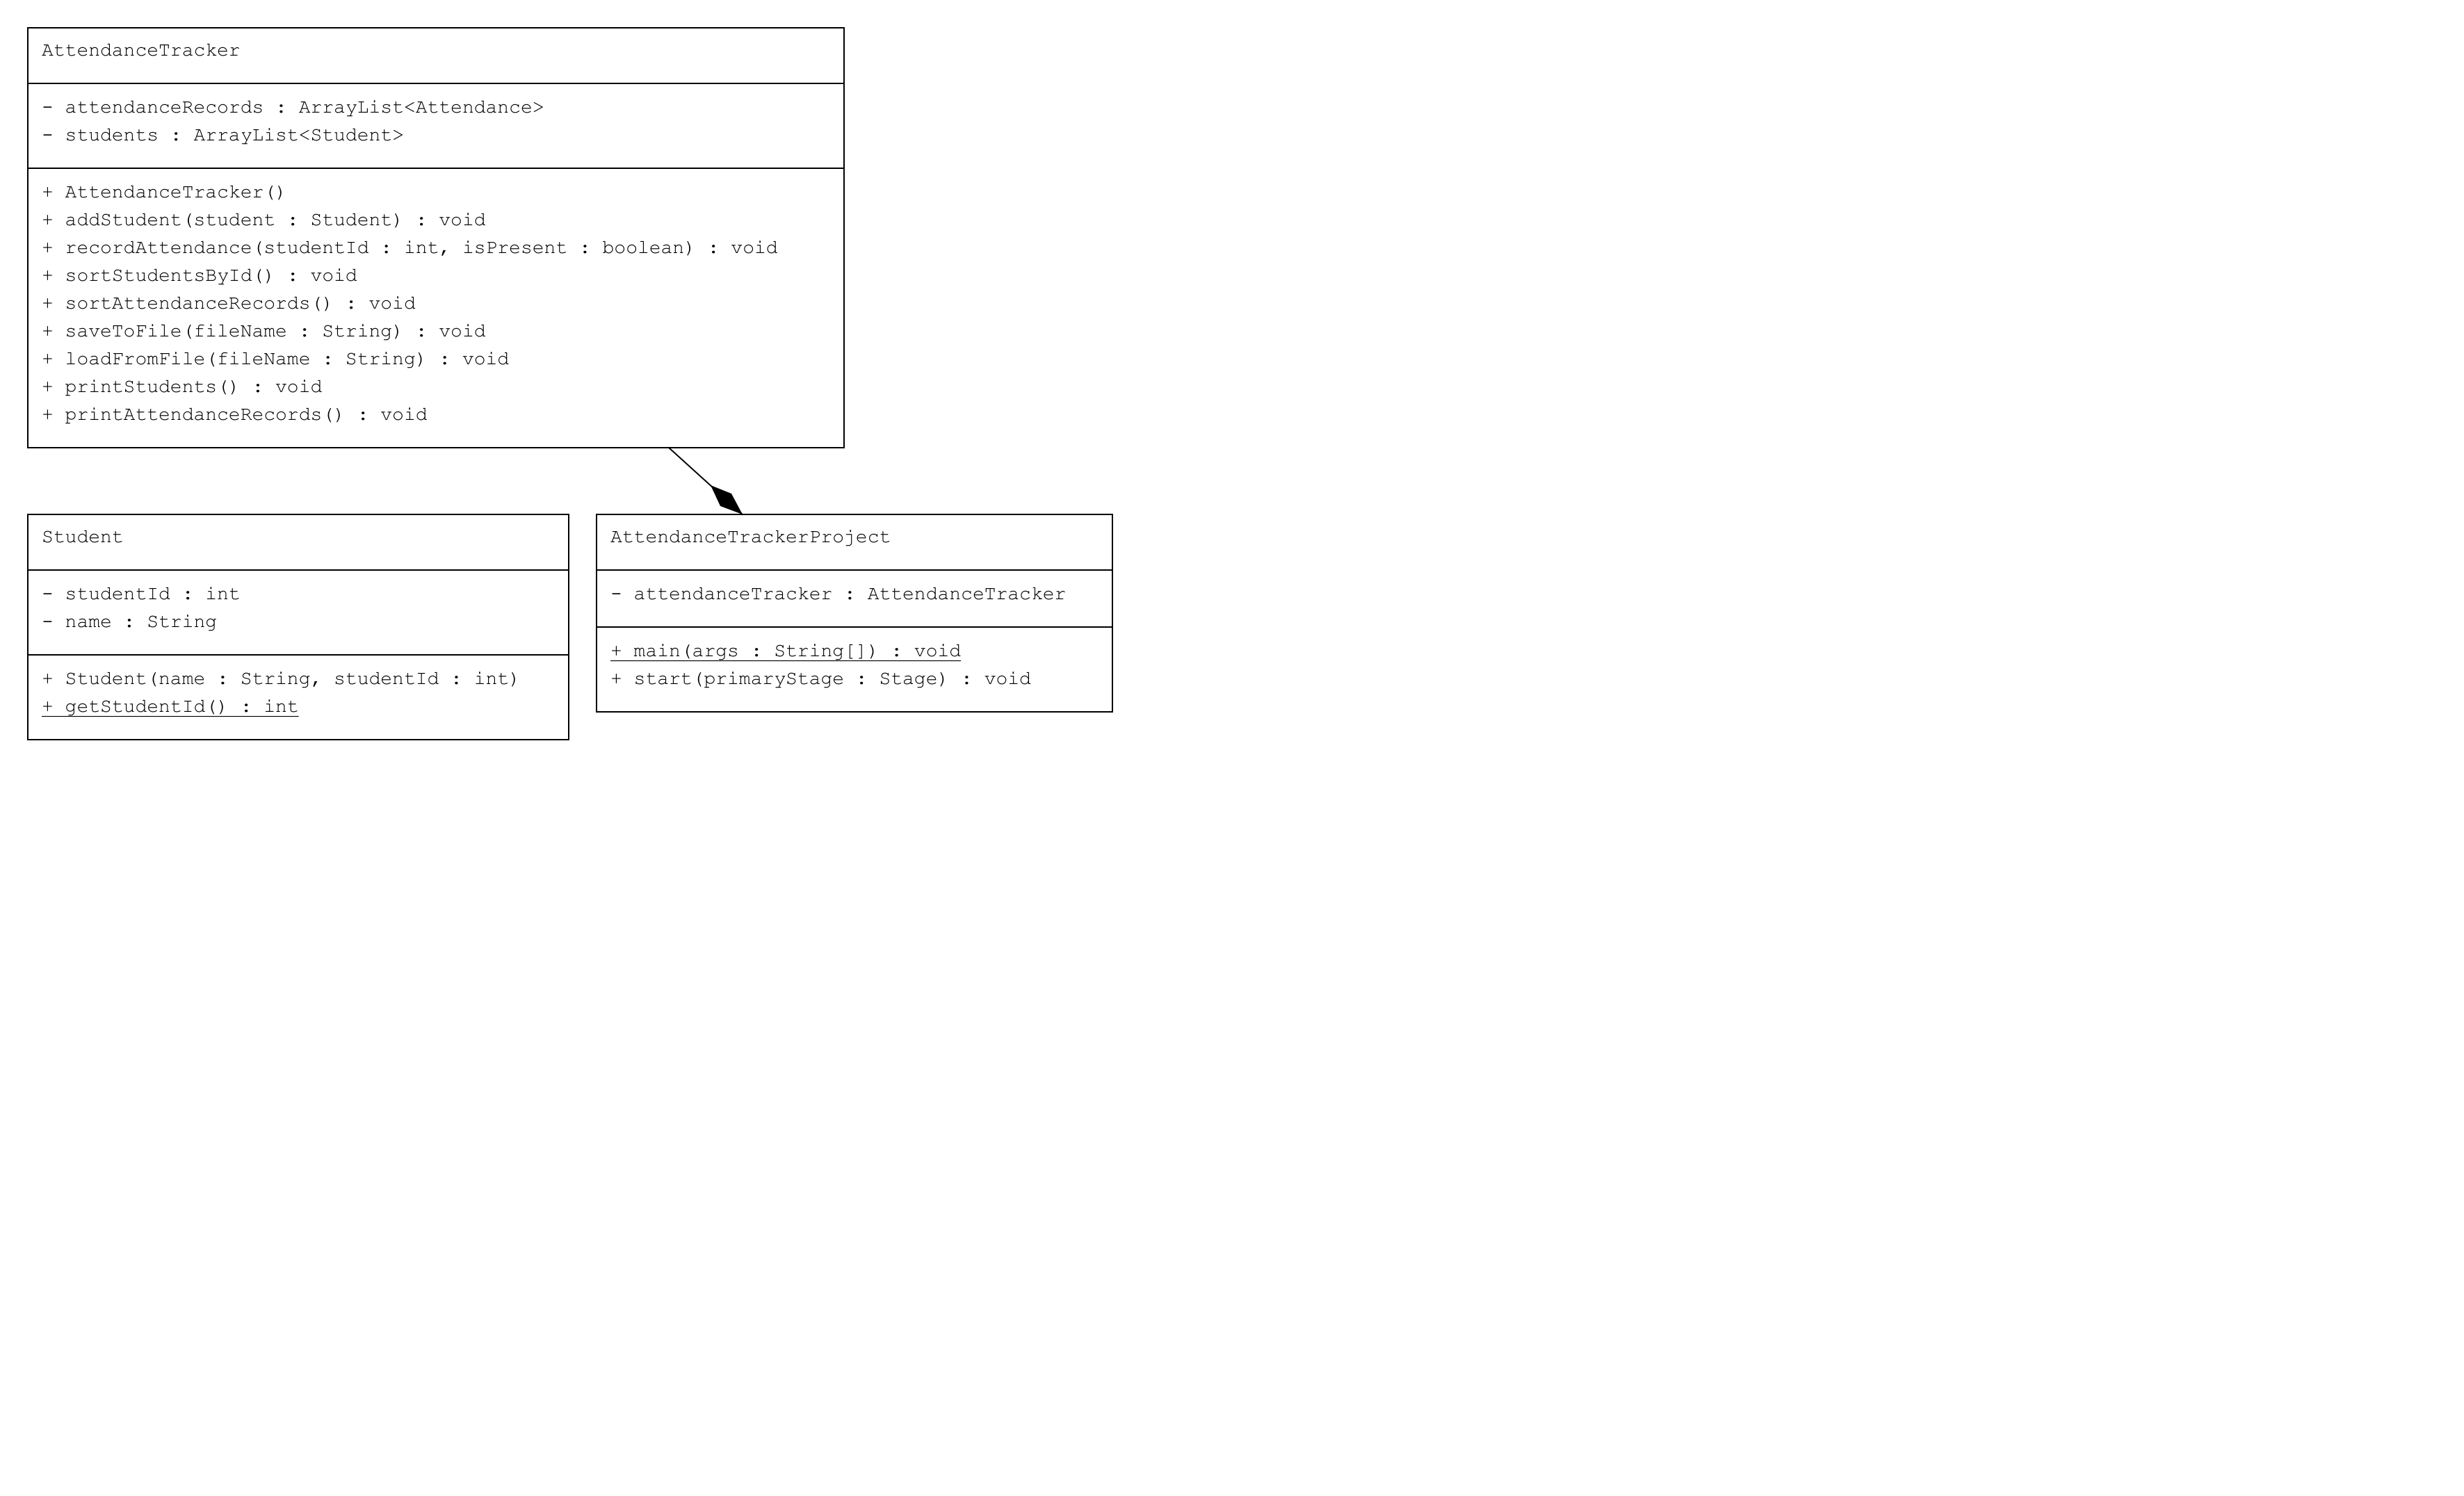 AttendanceTracker
- attendanceRecords : ArrayList<Attendance>
- students : ArrayList<Student>
+ AttendanceTracker()
+ addStudent(student : Student) : void
+ recordAttendance(studentId : int, isPresent : boolean) : void
+ sortStudentsById() : void
+ sortAttendanceRecords() : void
+ saveToFile(fileName : String) : void
+ loadFromFile(fileName : String) : void
+ printStudents() : void
+ printAttendanceRecords() : void
Student
- studentId : int
- name : String
+ Student(name : String, studentId : int)
+ getStudentId() : int
AttendanceTrackerProject
- attendanceTracker : AttendanceTracker
+ main(args : String[]) : void
+ start(primaryStage : Stage) : void